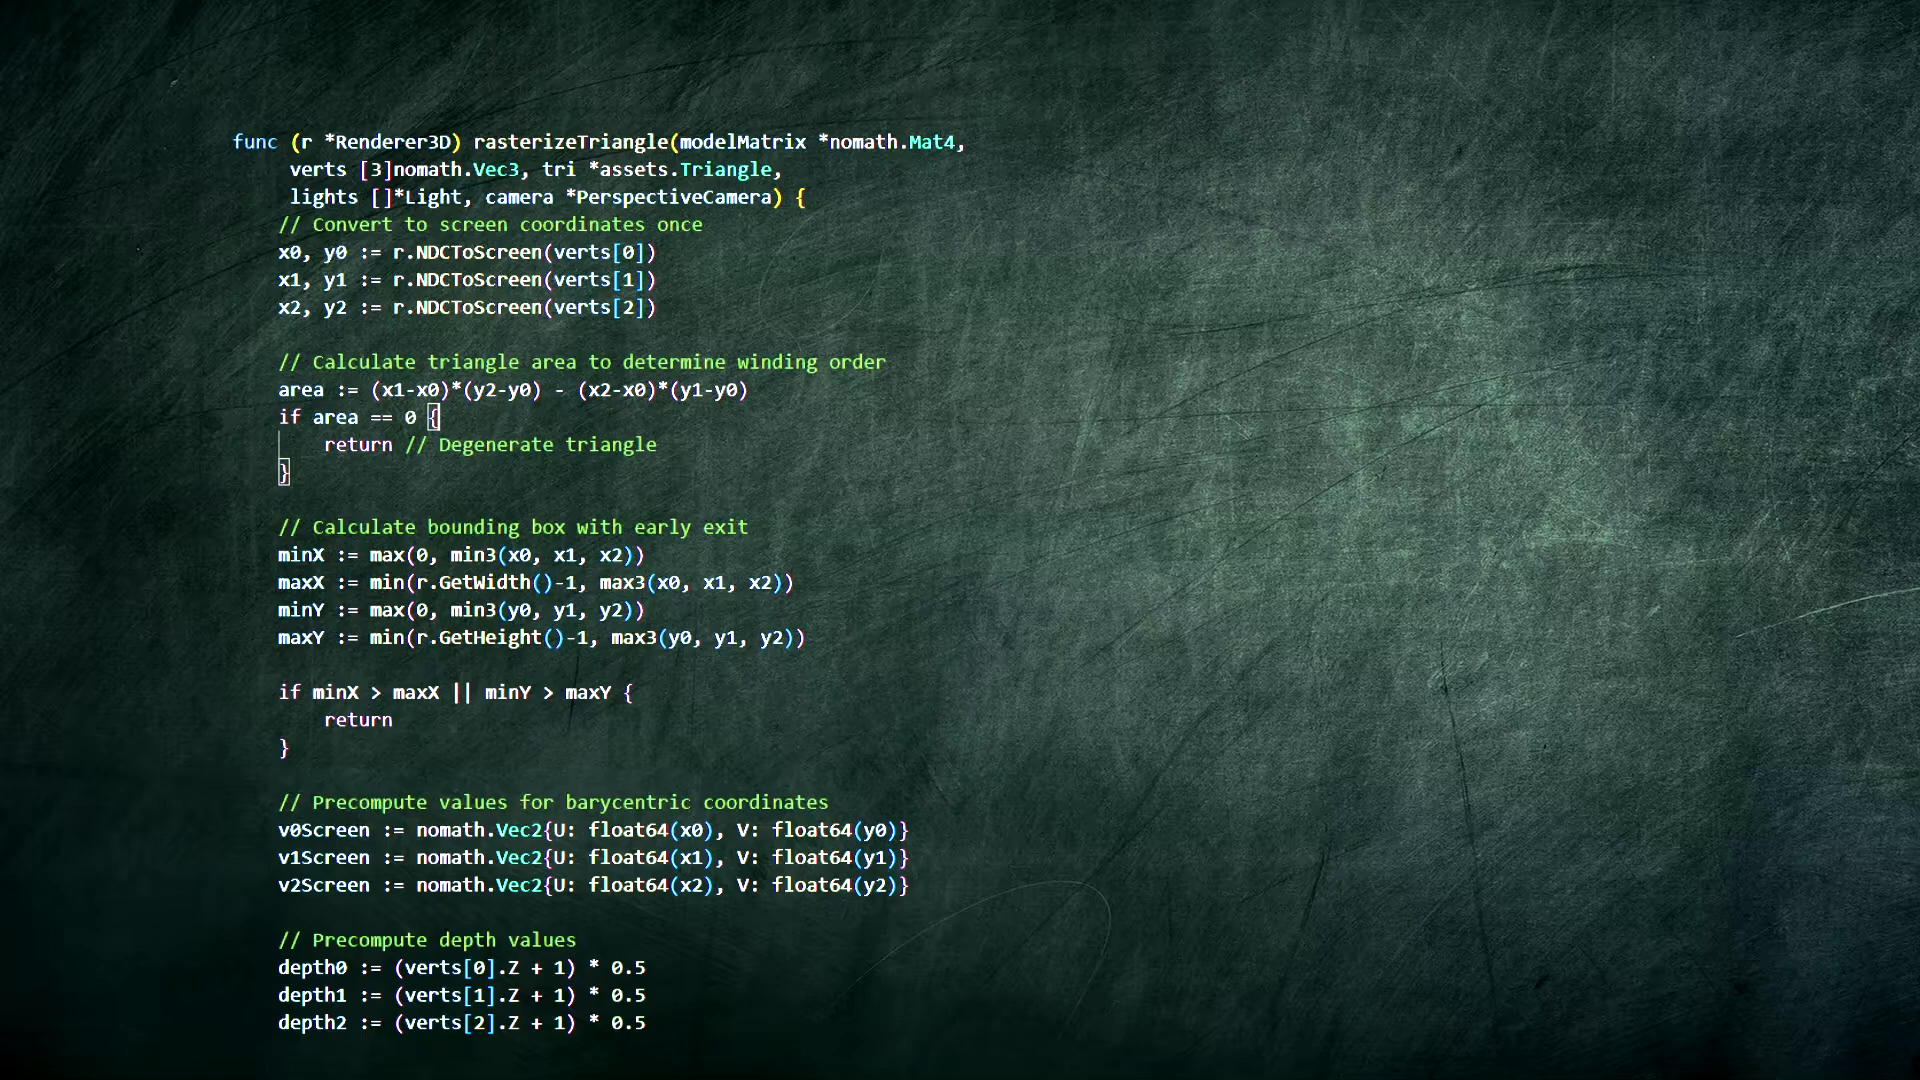 func (r *Renderer3D) rasterizeTriangle(modelMatrix *nomath.Mat4,
verts [3]nomath.Vec3, tri *assets.Triangle,
lights []*Light, camera *PerspectiveCamera) {
// Convert to screen coordinates once
x0, y0 := r.NDCToScreen(verts[0])
x1, y1 := r.NDCToScreen(verts[1])
x2, y2 := r.NDCToScreen(verts[2])
// Calculate triangle area to determine winding order
area := (x1-x0)*(y2-y0) - (x2-x0)*(y1-y0)
if area == 0 {
return // Degenerate triangle
}
// Calculate bounding box with early exit
minX := max(0, min3(x0, x1, x2))
maxX := min(r.GetWidth()-1, max3(x0, x1, x2))
minY := max(0, min3(y0, y1, y2))
maxY := min(r.GetHeight()-1, max3(y0, y1, y2))
if minX > maxX || minY > maxY {
return
}
// Precompute values for barycentric coordinates
v0Screen := nomath.Vec2{U: float64(x0), V: float64(y0)}
v1Screen := nomath.Vec2{U: float64(x1), V: float64(y1)}
v2Screen := nomath.Vec2{U: float64(x2), V: float64(y2)}
// Precompute depth values
depth0 := (verts[0].Z + 1) * 0.5
depth1 := (verts[1].Z + 1) * 0.5
depth2 := (verts[2].Z + 1) * 0.5